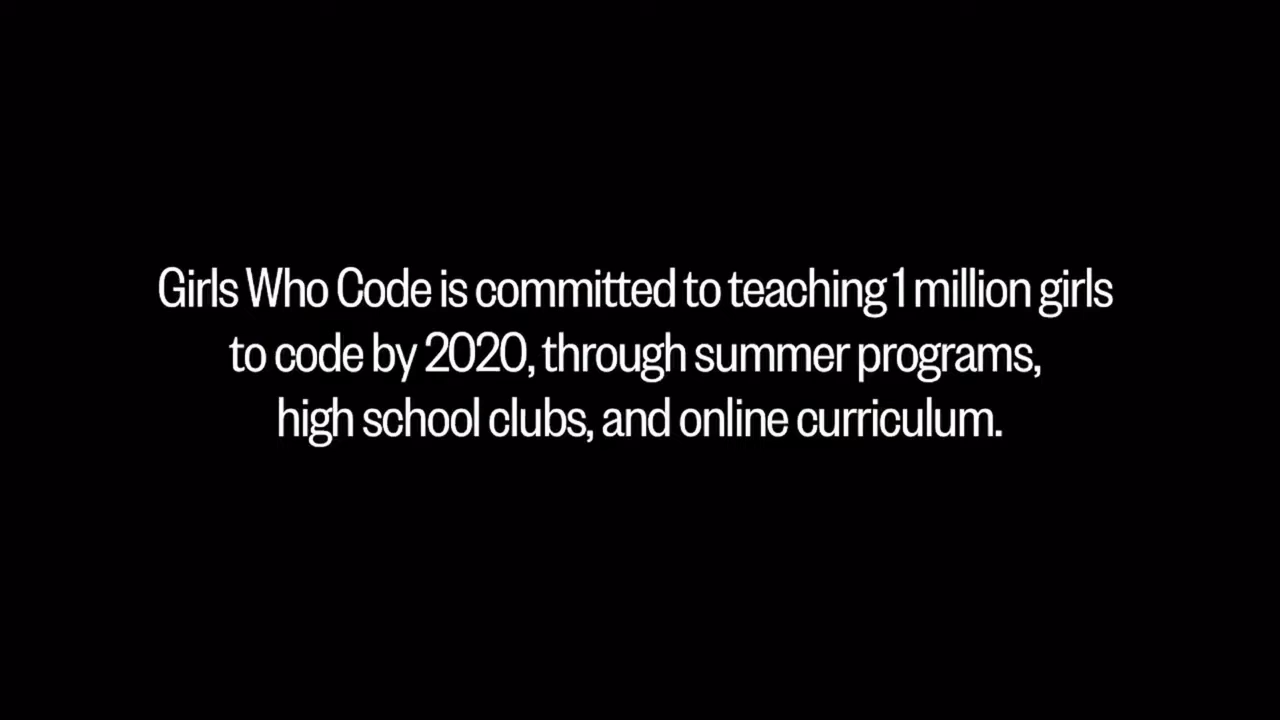 Girls Who Code is committed to teaching 1 million girls
to code by 2020, through summer programs,
high school clubs, and online curriculum.